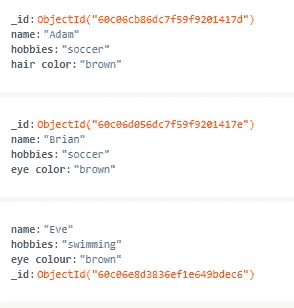 _id: ObjectId("60c06cb86dc7f59f9201417d")
name: "Adam"
hobbies: "soccer"
hair color: "brown"
_id: ObjectId("60c06d056dc7f59f9201417e")
name: "Brian"
hobbies: "soccer"
eye color: "brown"
name: "Eve"
hobbies: "swimming"
eye colour: "brown"
_id: ObjectId("60c06e8d3836ef1e649bdec6")